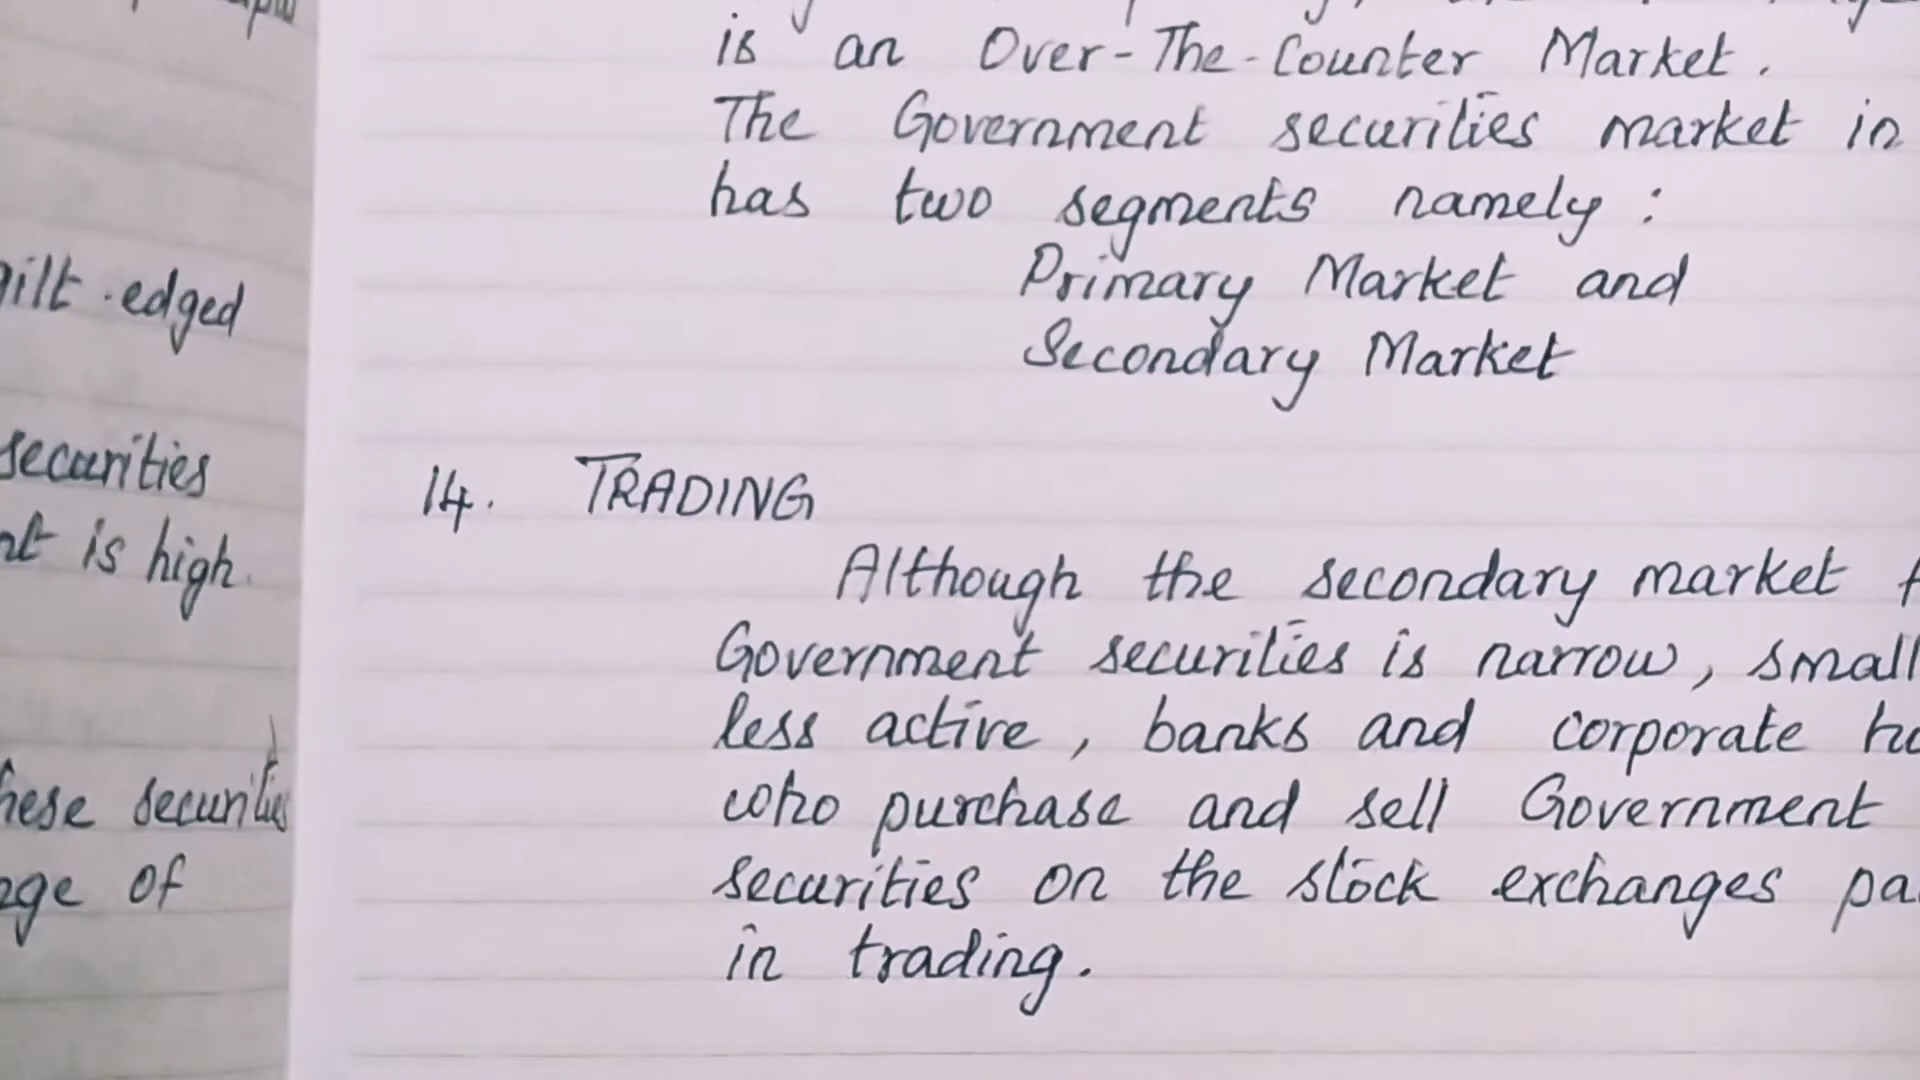 gilt-edged
securities
is high.
these securities
of
is an Over-The-Counter Market.
The Government securities market in
has two segments namely:
Primary Market and
Secondary Market
14. TRADING
Although the secondary market
Government securities is narrow, small
less active, banks and corporate
who purchase and sell Government
securities on the stock exchanges
in trading.